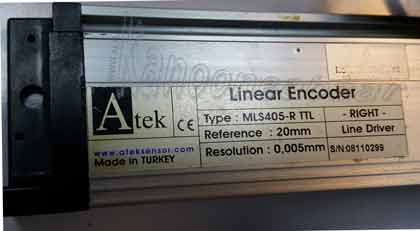 Linear Encoder
Atek CE
Type : MLS405-R TTL
- RIGHT -
Reference : 20mm
Line Driver
Resolution : 0,005mm
S/N:08110299
www.ateksensor.com
Made in TURKEY